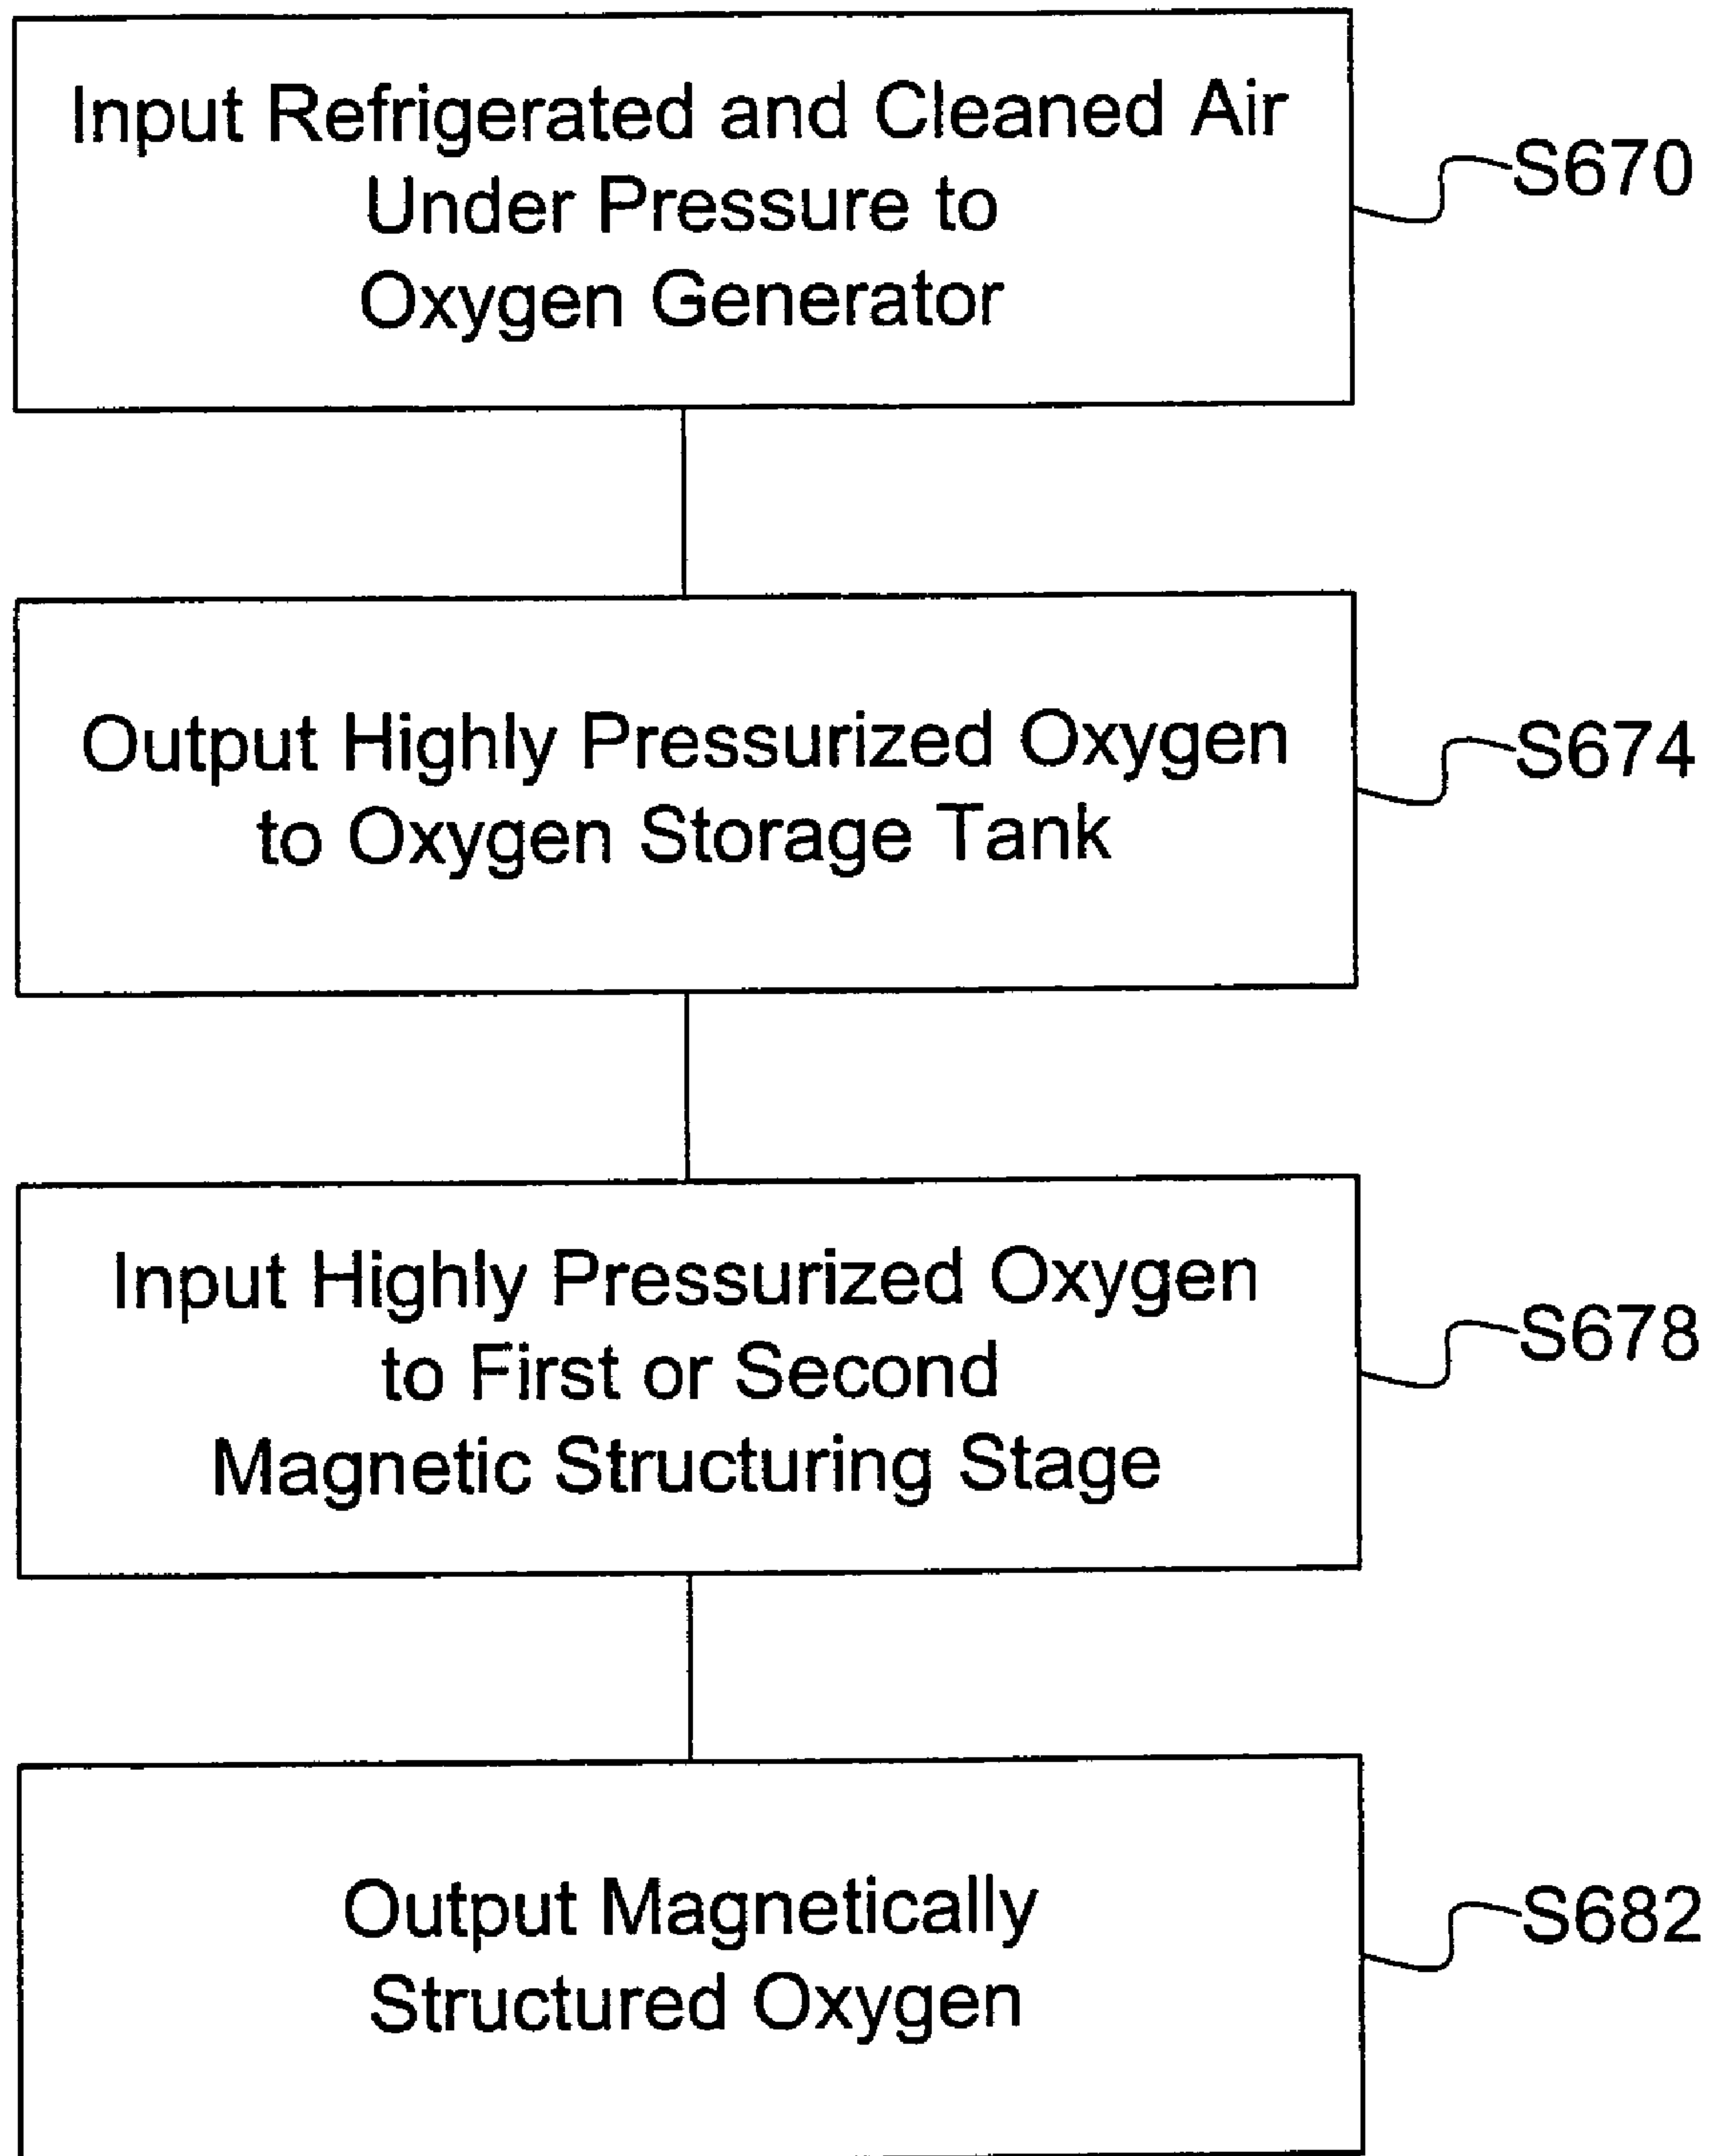 Input Refrigerated and Cleaned Air
Under Pressure to
Oxygen Generator
S670
Output Highly Pressurized Oxygen
to Oxygen Storage Tank
S674
Input Highly Pressurized Oxygen
to First or Second
Magnetic Structuring Stage
S678
Output Magnetically
Structured Oxygen
S682